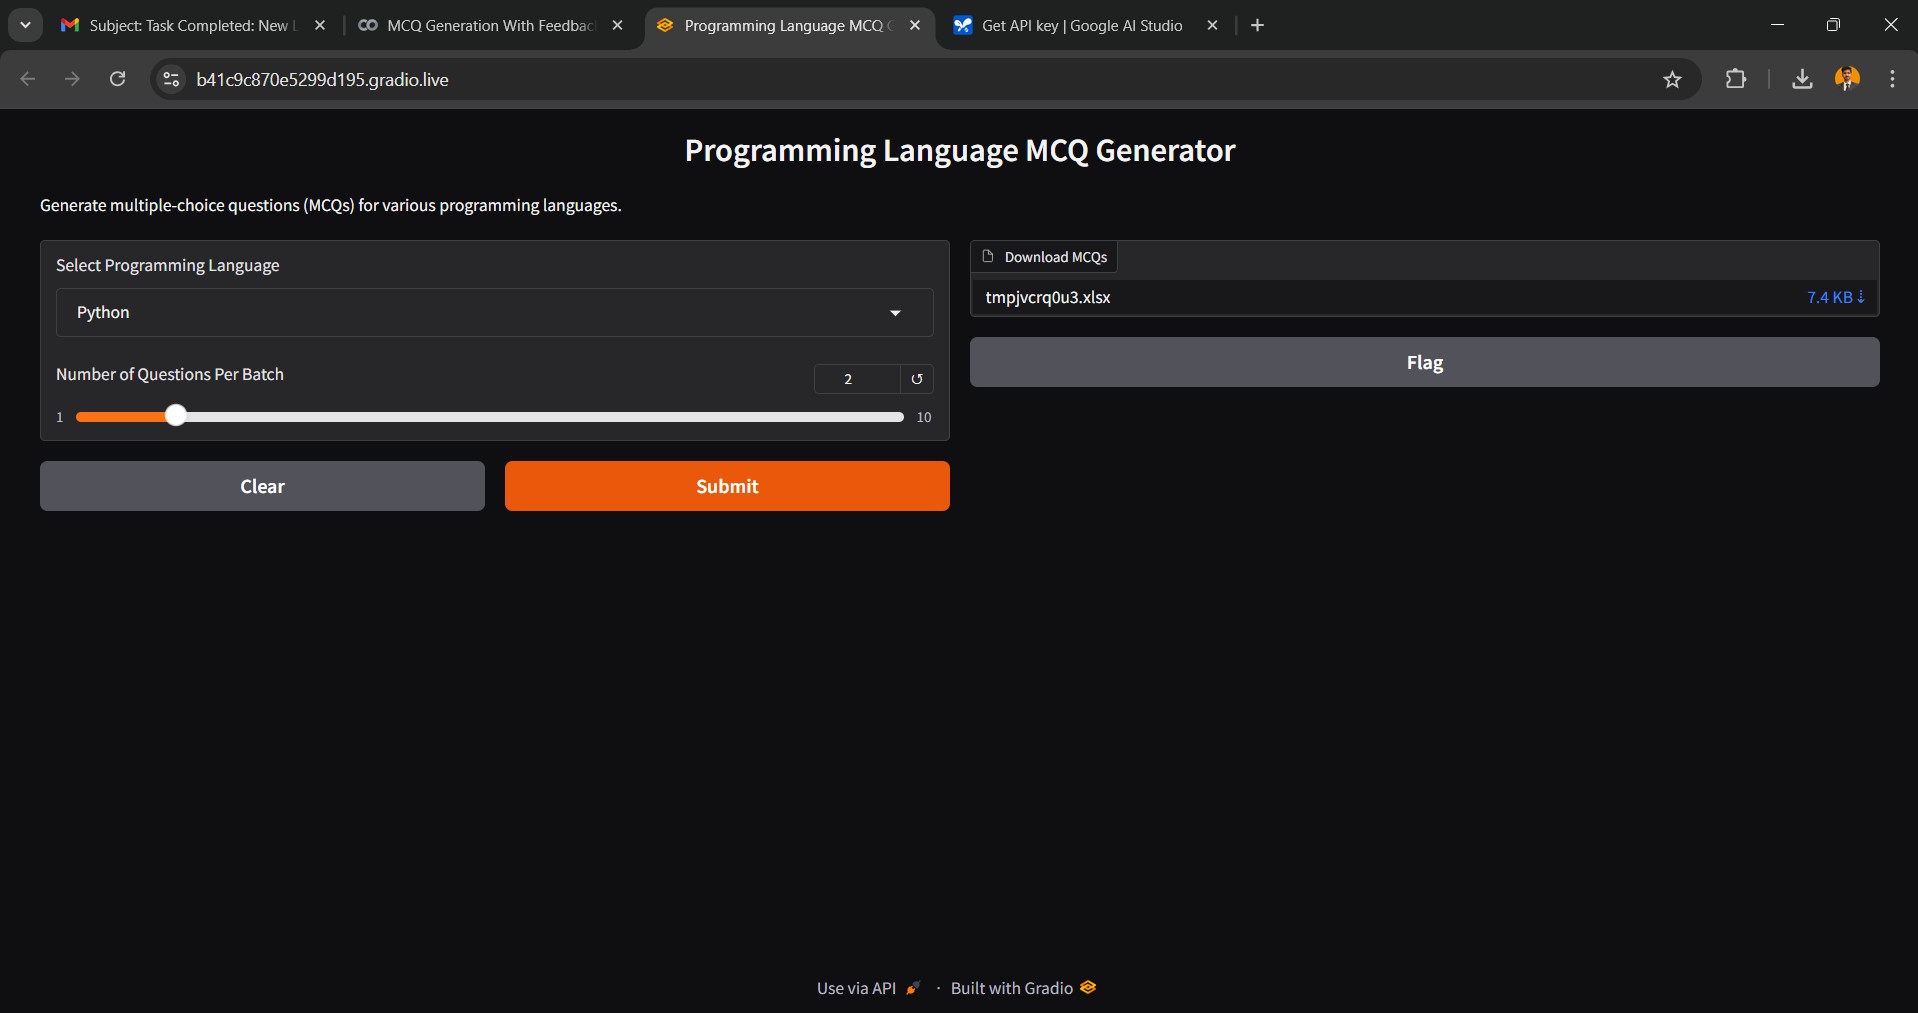 Subject: Task Completed: New L
MCQ Generation With Feedbac
Programming Language MCQ G
Get API key | Google AI Studio
b41c9c870e5299d195.gradio.live
Programming Language MCQ Generator
Generate multiple-choice questions (MCQs) for various programming languages.
Select Programming Language
Python
Number of Questions Per Batch
2
1
10
Clear
Submit
Download MCQs
tmpjvcrq0u3.xlsx
7.4 KB ⇣
Flag
Use via API
·
Built with Gradio